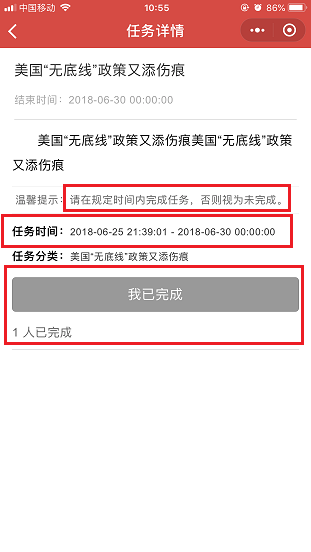 中国移动 10:55 86%
任务详情
美国“无底线”政策又添伤痕
结束时间：2018-06-30 00:00:00
美国“无底线”政策又添伤痕美国“无底线”政策
又添伤痕
温馨提示：请在规定时间内完成任务，否则视为未完成。
任务时间：2018-06-25 21:39:01 - 2018-06-30 00:00:00
任务分类：美国“无底线”政策又添伤痕
我已完成
1 人已完成